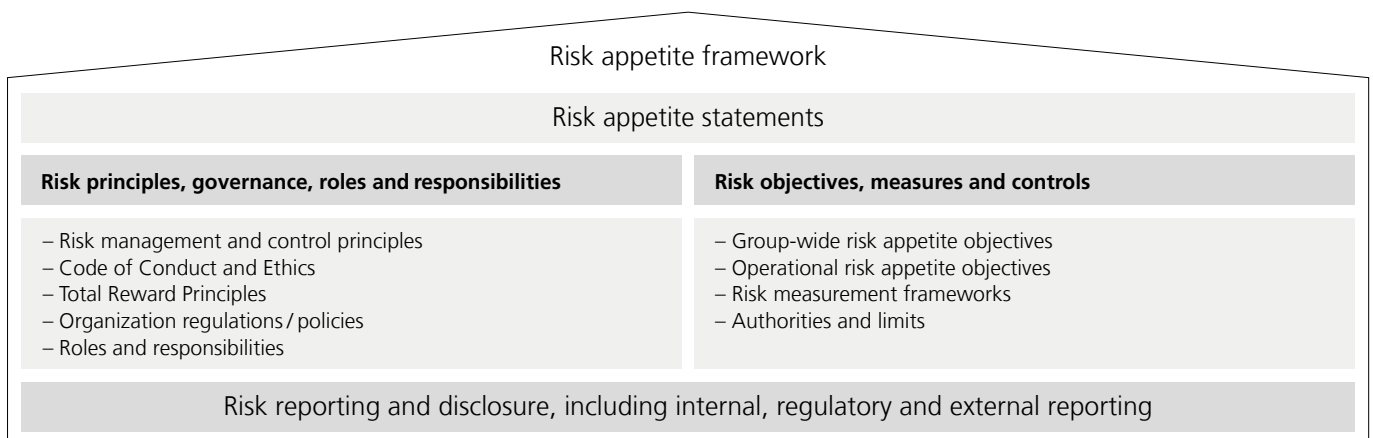 Risk appetite framework
Risk appetite statements
Risk principles, governance, roles and responsibilities
– Risk management and control principles
– Code of Conduct and Ethics
– Total Reward Principles
– Organization regulations / policies
– Roles and responsibilities
Risk objectives, measures and controls
– Group-wide risk appetite objectives
– Operational risk appetite objectives
– Risk measurement frameworks
– Authorities and limits
Risk reporting and disclosure, including internal, regulatory and external reporting